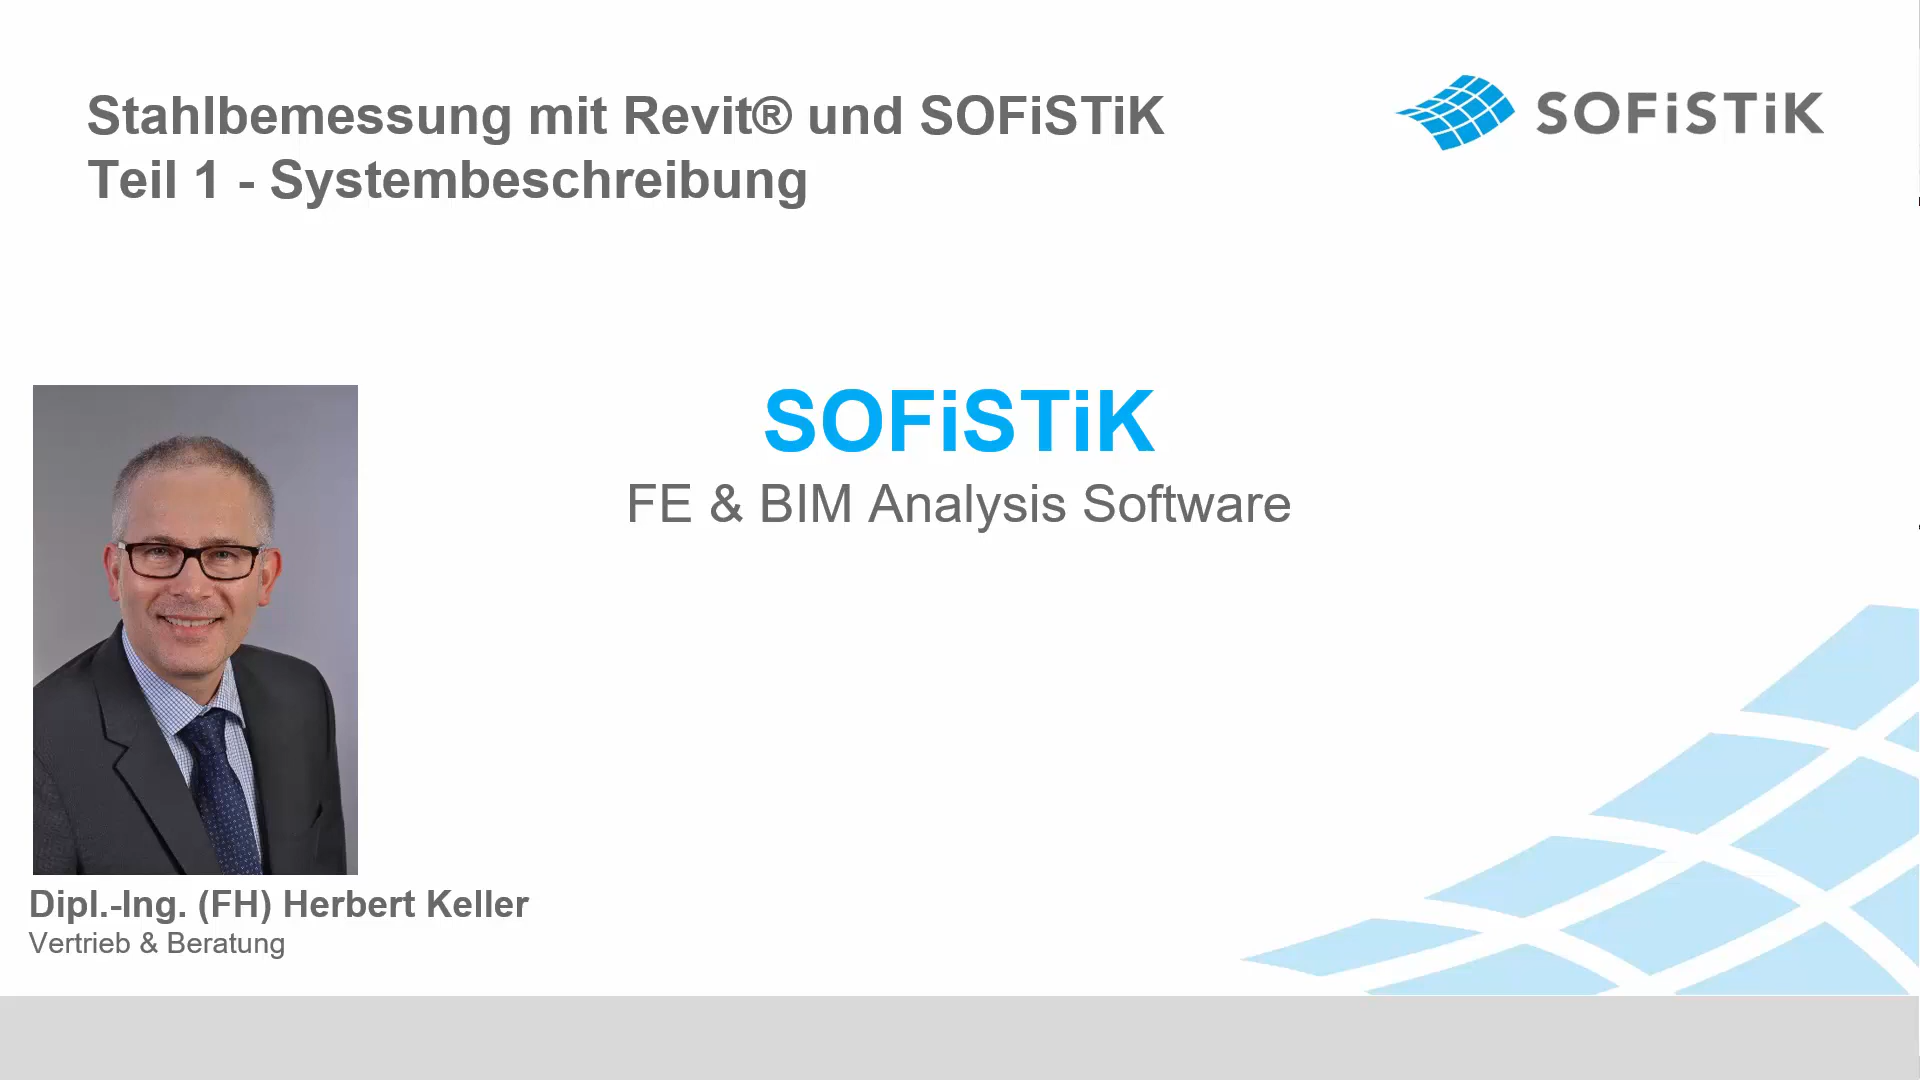 Stahlbemessung mit Revit® und SOFiSTiK
Teil 1 - Systembeschreibung
SOFiSTiK
SOFiSTiK
FE & BIM Analysis Software
Dipl.-Ing. (FH) Herbert Keller
Vertrieb & Beratung